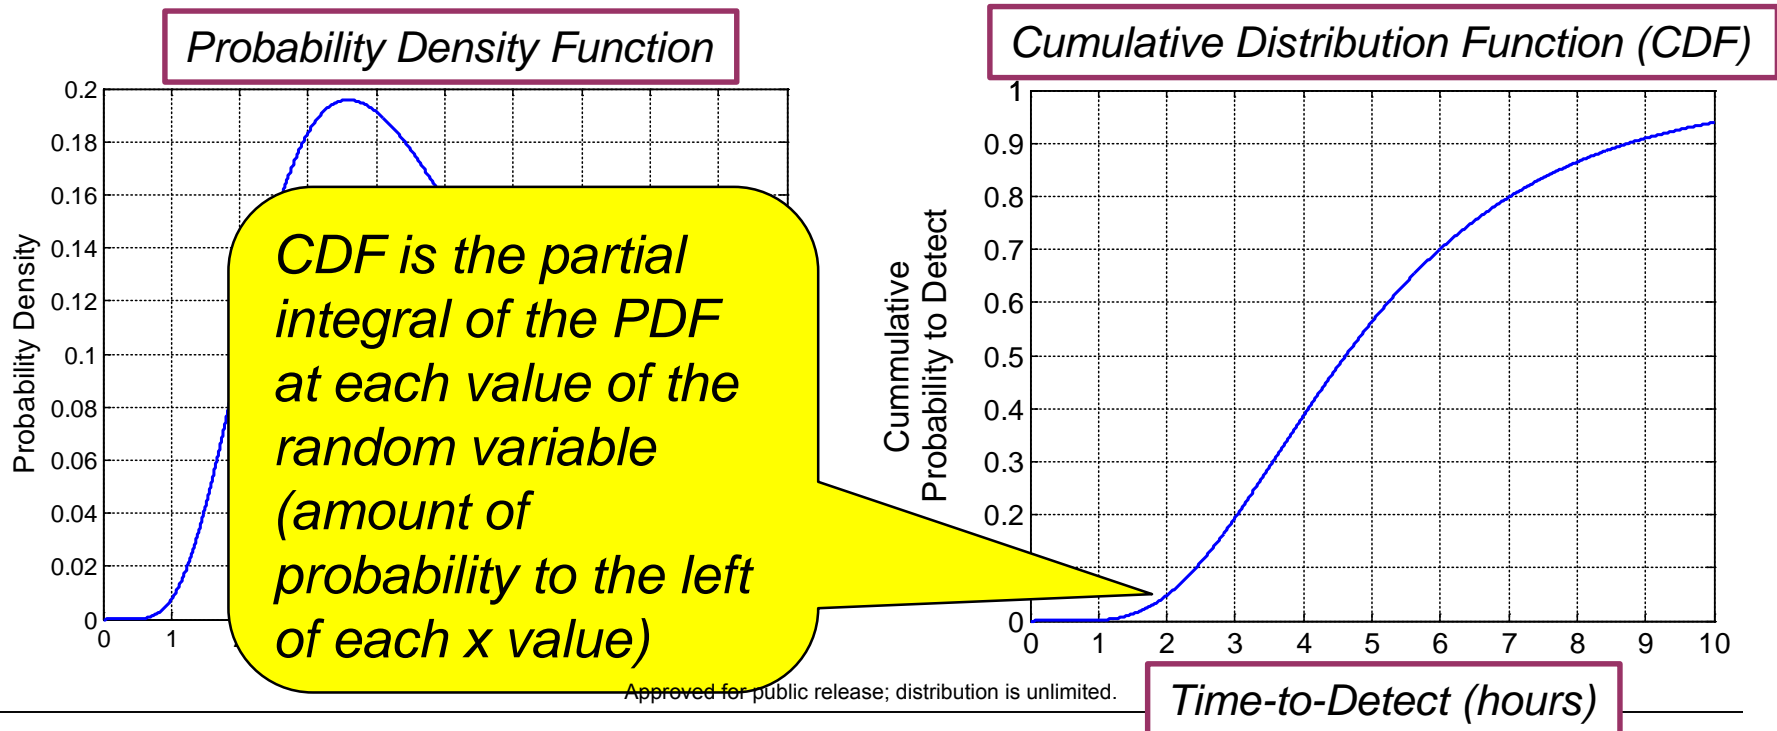 Probability Density Function
Cumulative Distribution Function (CDF)
0.2
0.18
0.16
0.14
0.12
0.1
0.08
0.06
0.04
0.02
0
Probability Density
0
1
CDF is the partial
integral of the PDF
at each value of the
random variable
(amount of
probability to the left
of each x value)
1
0.9
0.8
0.7
0.6
0.5
0.4
0.3
0.2
0
Cummulative
Probability to Detect
0 1 2 3 4 5 6 7 8 9 10
Approved for public release; distribution is unlimited.
Time-to-Detect (hours)